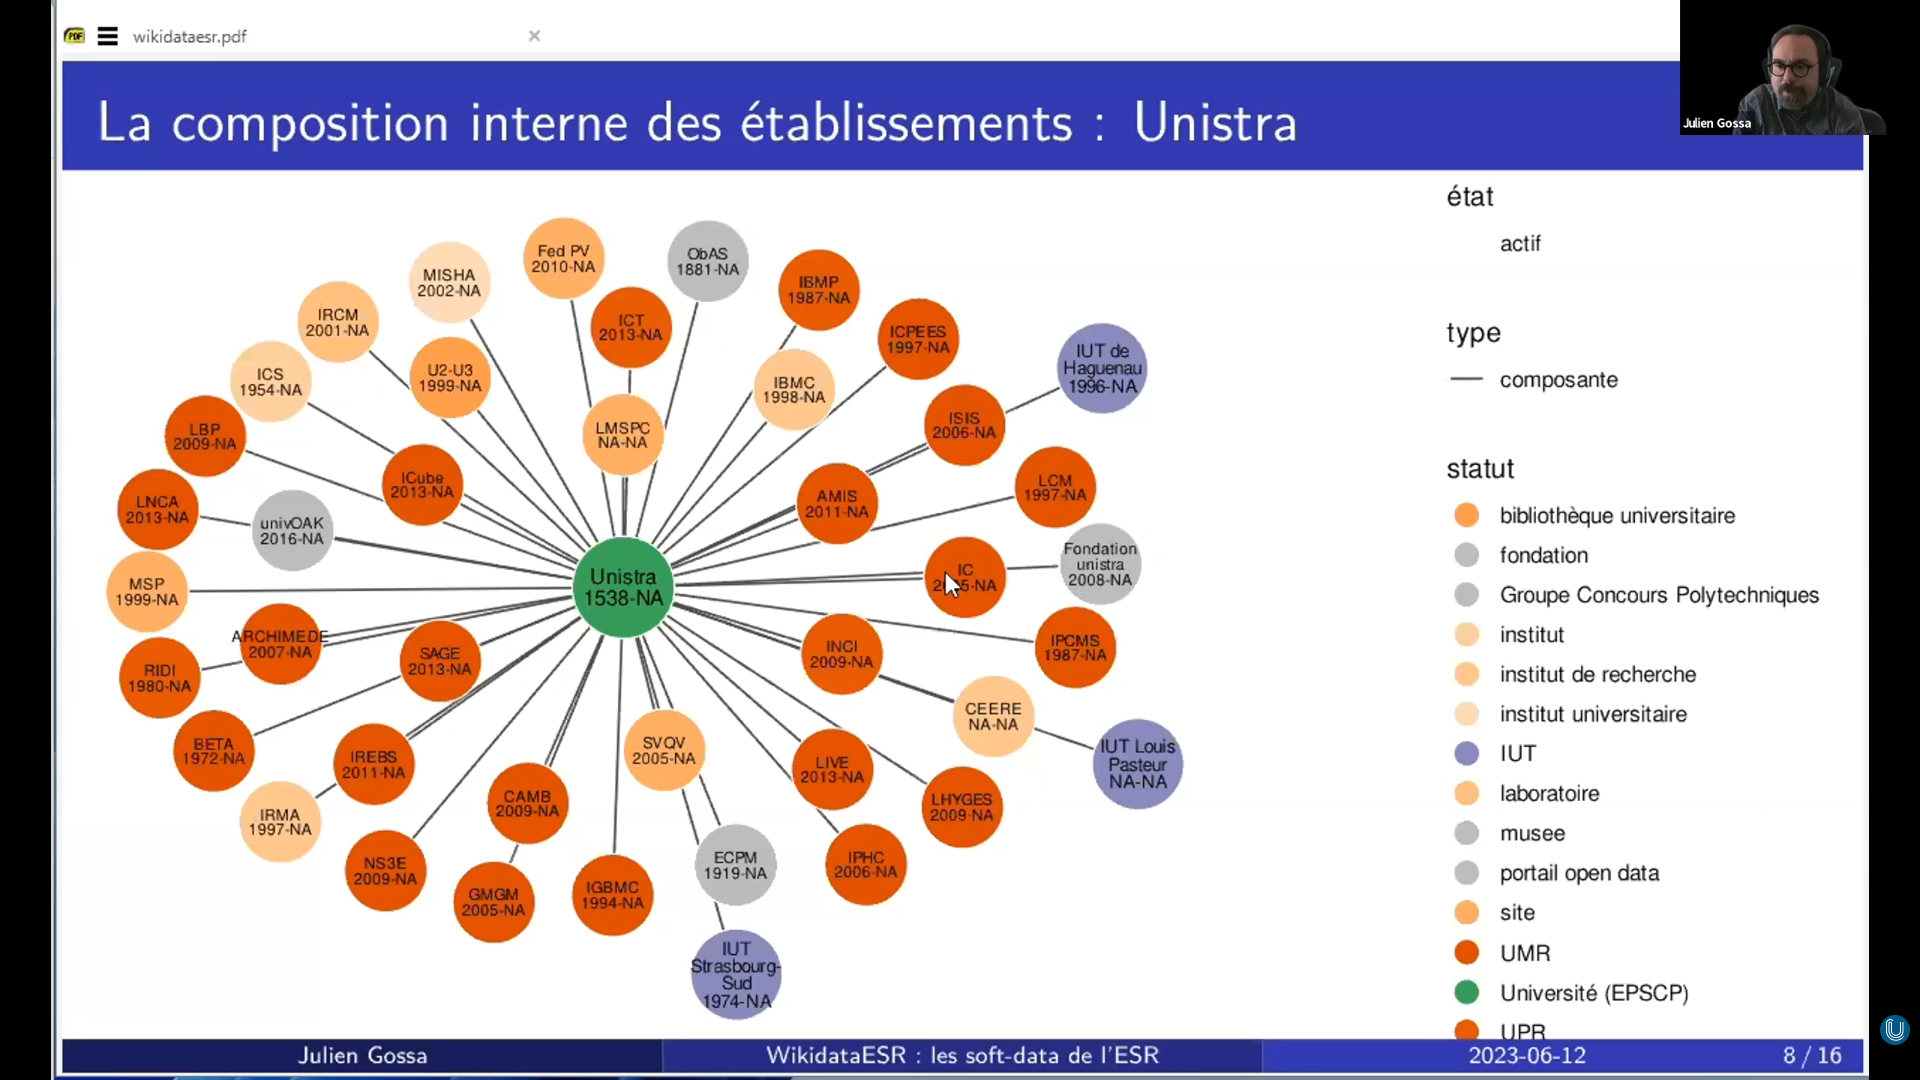 wikidataesr.pdf
Julien Gossa
La composition interne des établissements : Unistra
Fed PV
2010-NA
ObAS
1881-NA
MISHA
2002-NA
IBMP
1987-NA
IRCM
2001-NA
ICT
2013-NA
ICPEES
1997-NA
IUT de
Haguenau
1996-NA
ICS
1954-NA
U2-U3
1999-NA
IBMC
1998-NA
LBP
2009-NA
LMSPC
NA-NA
ISIS
2006-NA
ICube
2013-NA
LCM
1997-NA
LNCA
2013-NA
AMIS
2011-NA
univOAK
2016-NA
Fondation
unistra
2008-NA
MSP
1999-NA
Unistra
1538-NA
IC
ARCHIMEDE
2007-NA
SAGE
2013-NA
INCI
2009-NA
IPCMS
1987-NA
RIDI
1980-NA
CEERE
NA-NA
BETA
1972-NA
IREBS
2011-NA
SVQV
2005-NA
LIVE
2013-NA
IUT Louis
Pasteur
NA-NA
IRMA
1997-NA
CAMB
2009-NA
LHYGES
2009-NA
NS3E
2009-NA
GMGM
2005-NA
IGBMC
1994-NA
ECPM
1919-NA
IPHC
2006-NA
IUT
Strasbourg-
Sud
1974-NA
état
actif
type
composante
statut
bibliothèque universitaire
fondation
Groupe Concours Polytechniques
institut
institut de recherche
institut universitaire
IUT
laboratoire
musee
portail open data
site
UMR
Université (EPSCP)
UPR
Julien Gossa
WikidataESR : les soft-data de l'ESR
2023-06-12
8 / 16